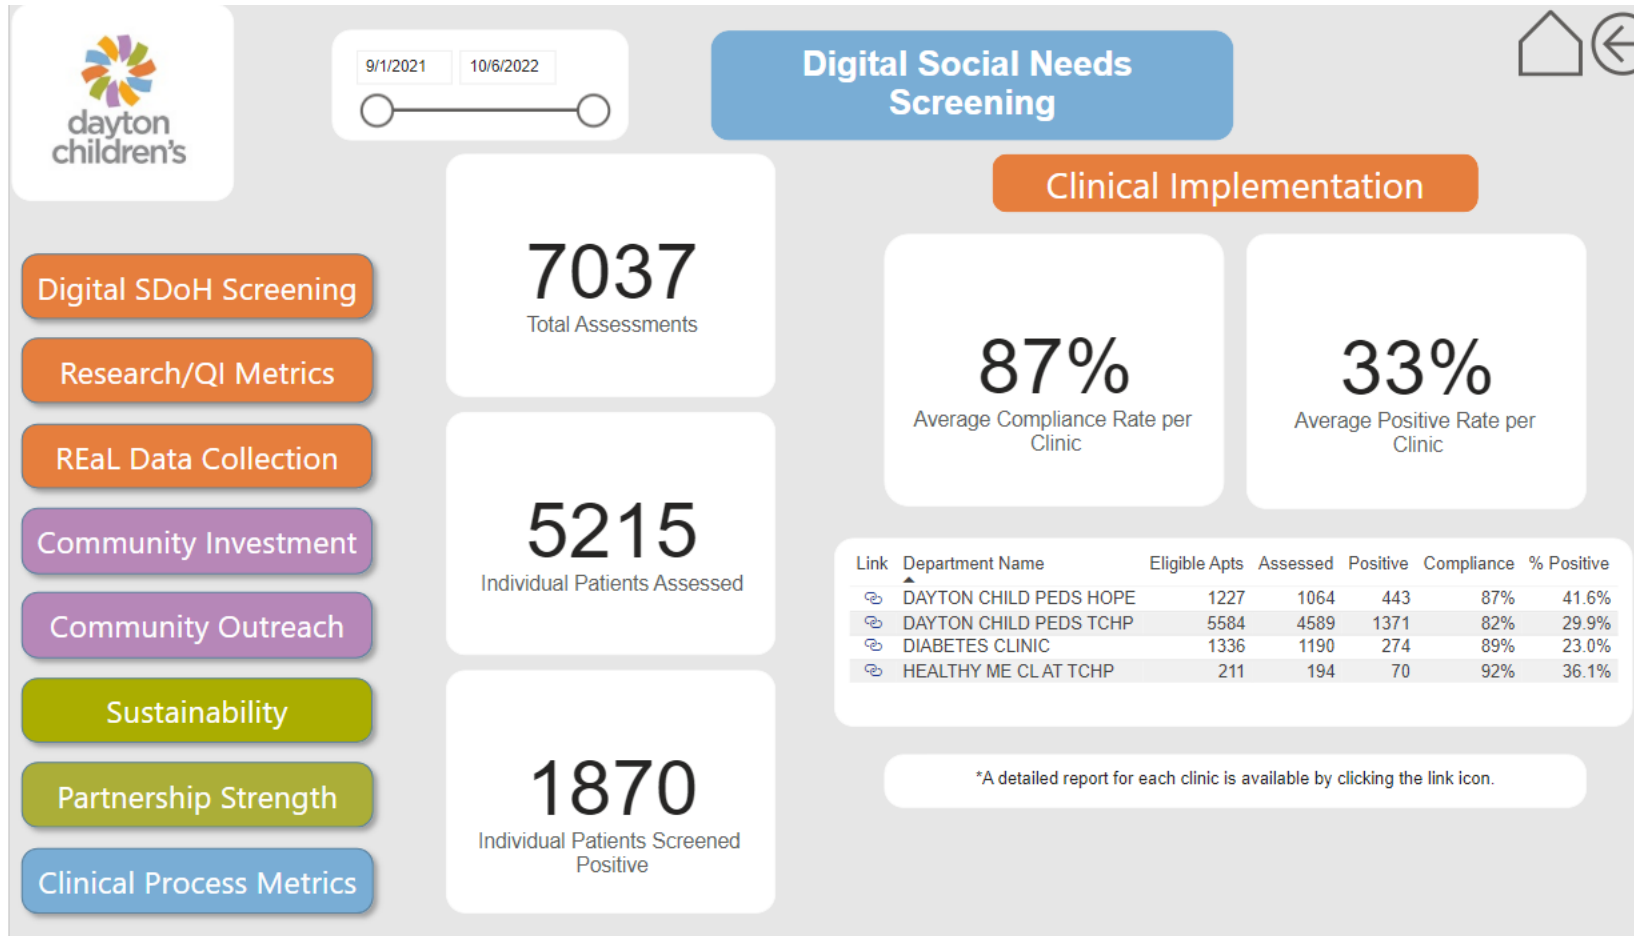 dayton
children's
9/1/2021 10/6/2022
Digital Social Needs
Screening
Clinical Implementation
Digital SDoH Screening
Research/QI Metrics
REaL Data Collection
Community Investment
Community Outreach
Sustainability
Partnership Strength
Clinical Process Metrics
7037
Total Assessments
5215
Individual Patients Assessed
1870
Individual Patients Screened
Positive
87%
Average Compliance Rate per
Clinic
33%
Average Positive Rate per
Clinic
Link Department Name Eligible Apts Assessed Positive Compliance % Positive
DAYTON CHILD PEDS HOPE 1227 1064 443 87% 41.6%
DAYTON CHILD PEDS TCHP 5584 4589 1371 82% 29.9%
DIABETES CLINIC 1336 1190 274 89% 23.0%
HEALTHY ME CL AT TCHP 211 194 70 92% 36.1%
*A detailed report for each clinic is available by clicking the link icon.